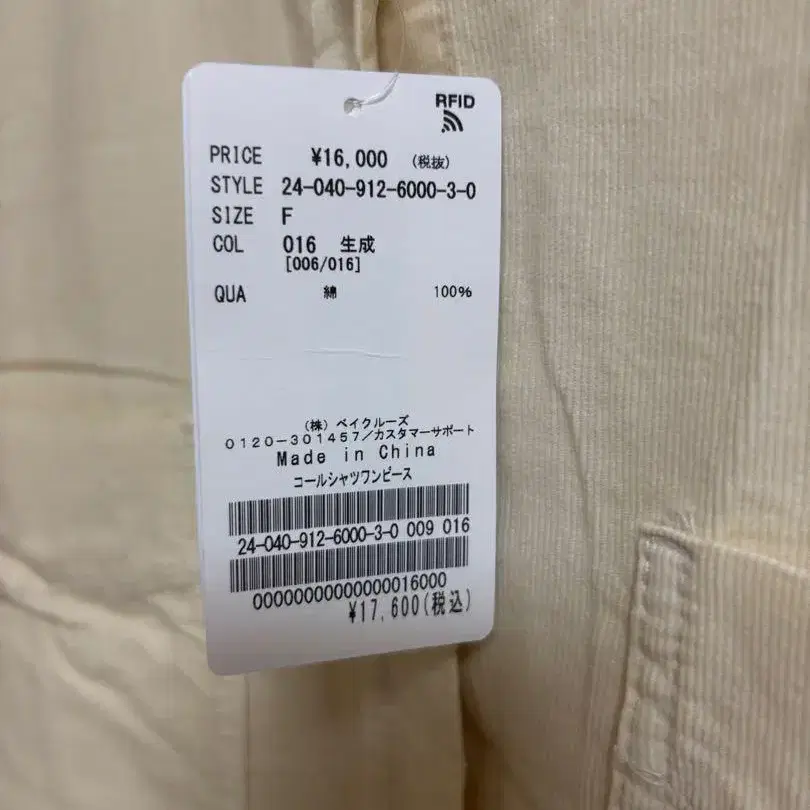 RFID
PRICE ¥16,000 (税抜)
STYLE 24-040-912-6000-3-0
SIZE F
COL 016 生成
[006/016]
QUA 綿 100%
(株) ベイクルーズ
0120-301457/カスタマーサポート
Made in China
コールシャツワンピース
24-040-912-6000-3-0 009 016
00000000000000016000
¥17,600(税込)